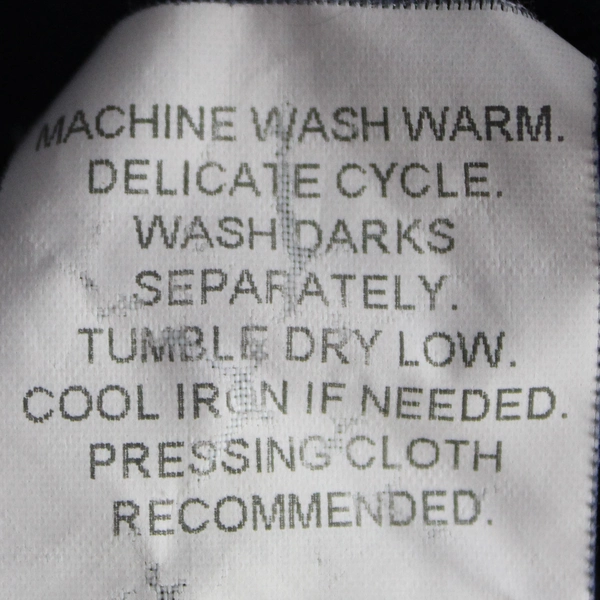 MACHINE WASH WARM.
DELICATE CYCLE.
WASH DARKS
SEPARATELY.
TUMBLE DRY LOW.
COOL IRON IF NEEDED.
PRESSING CLOTH
RECOMMENDED.